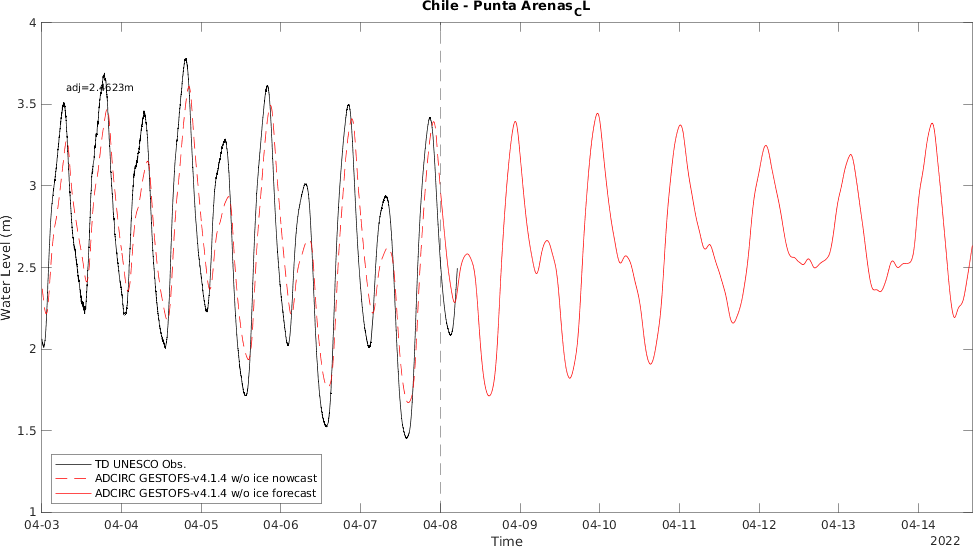 Chile - Punta Arenas_CL
4
adj=2.4623m
3.5
3
2.5
2
1.5
1
Water Level (m)
TD UNESCO Obs.
ADCIRC GESTOFS-v4.1.4 w/o ice nowcast
ADCIRC GESTOFS-v4.1.4 w/o ice forecast
04-03 04-04 04-05 04-06 04-07 04-08 04-09 04-10 04-11 04-12 04-13 04-14
Time
2022